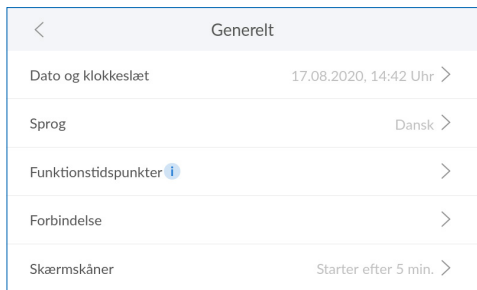 Generelt
Dato og klokkeslæt 17.08.2020, 14:42 Uhr
Sprog Dansk
Funktionstidspunkter i
Forbindelse
Skærmskåner Starter efter 5 min.